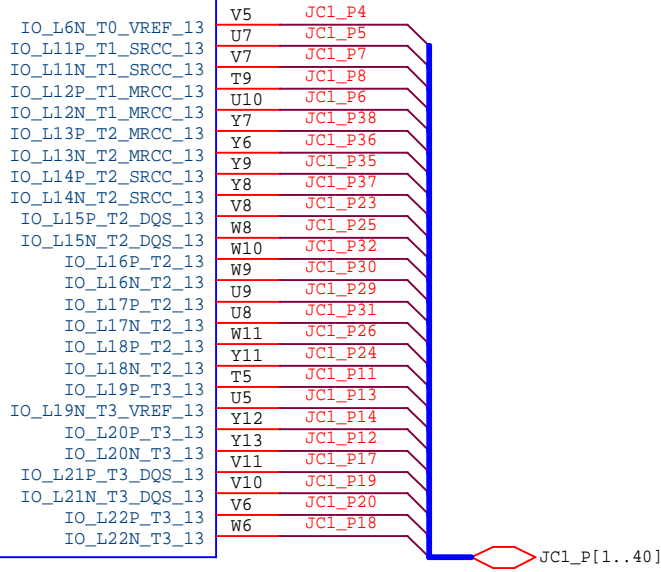 IO_L6N_T0_VREF_13 V5 JC1_P4
IO_L11P_T1_SRCC_13 U7 JC1_P5
IO_L11N_T1_SRCC_13 V7 JC1_P7
IO_L12P_T1_MRCC_13 T9 JC1_P8
IO_L12N_T1_MRCC_13 U10 JC1_P6
IO_L13P_T2_MRCC_13 Y7 JC1_P38
IO_L13N_T2_MRCC_13 Y6 JC1_P36
IO_L14P_T2_SRCC_13 Y9 JC1_P35
IO_L14N_T2_SRCC_13 Y8 JC1_P37
IO_L15P_T2_DQS_13 V8 JC1_P23
IO_L15N_T2_DQS_13 W8 JC1_P25
IO_L16P_T2_13 W10 JC1_P32
IO_L16N_T2_13 W9 JC1_P30
IO_L17P_T2_13 U9 JC1_P29
IO_L17N_T2_13 U8 JC1_P31
IO_L18P_T2_13 W11 JC1_P26
IO_L18N_T2_13 Y11 JC1_P24
IO_L19P_T3_13 T5 JC1_P11
IO_L19N_T3_VREF_13 U5 JC1_P13
IO_L20P_T3_13 Y12 JC1_P14
IO_L20N_T3_13 Y13 JC1_P12
IO_L21P_T3_DQS_13 V11 JC1_P17
IO_L21N_T3_DQS_13 V10 JC1_P19
IO_L22P_T3_13 V6 JC1_P20
IO_L22N_T3_13 W6 JC1_P18
JC1_P[1..40]